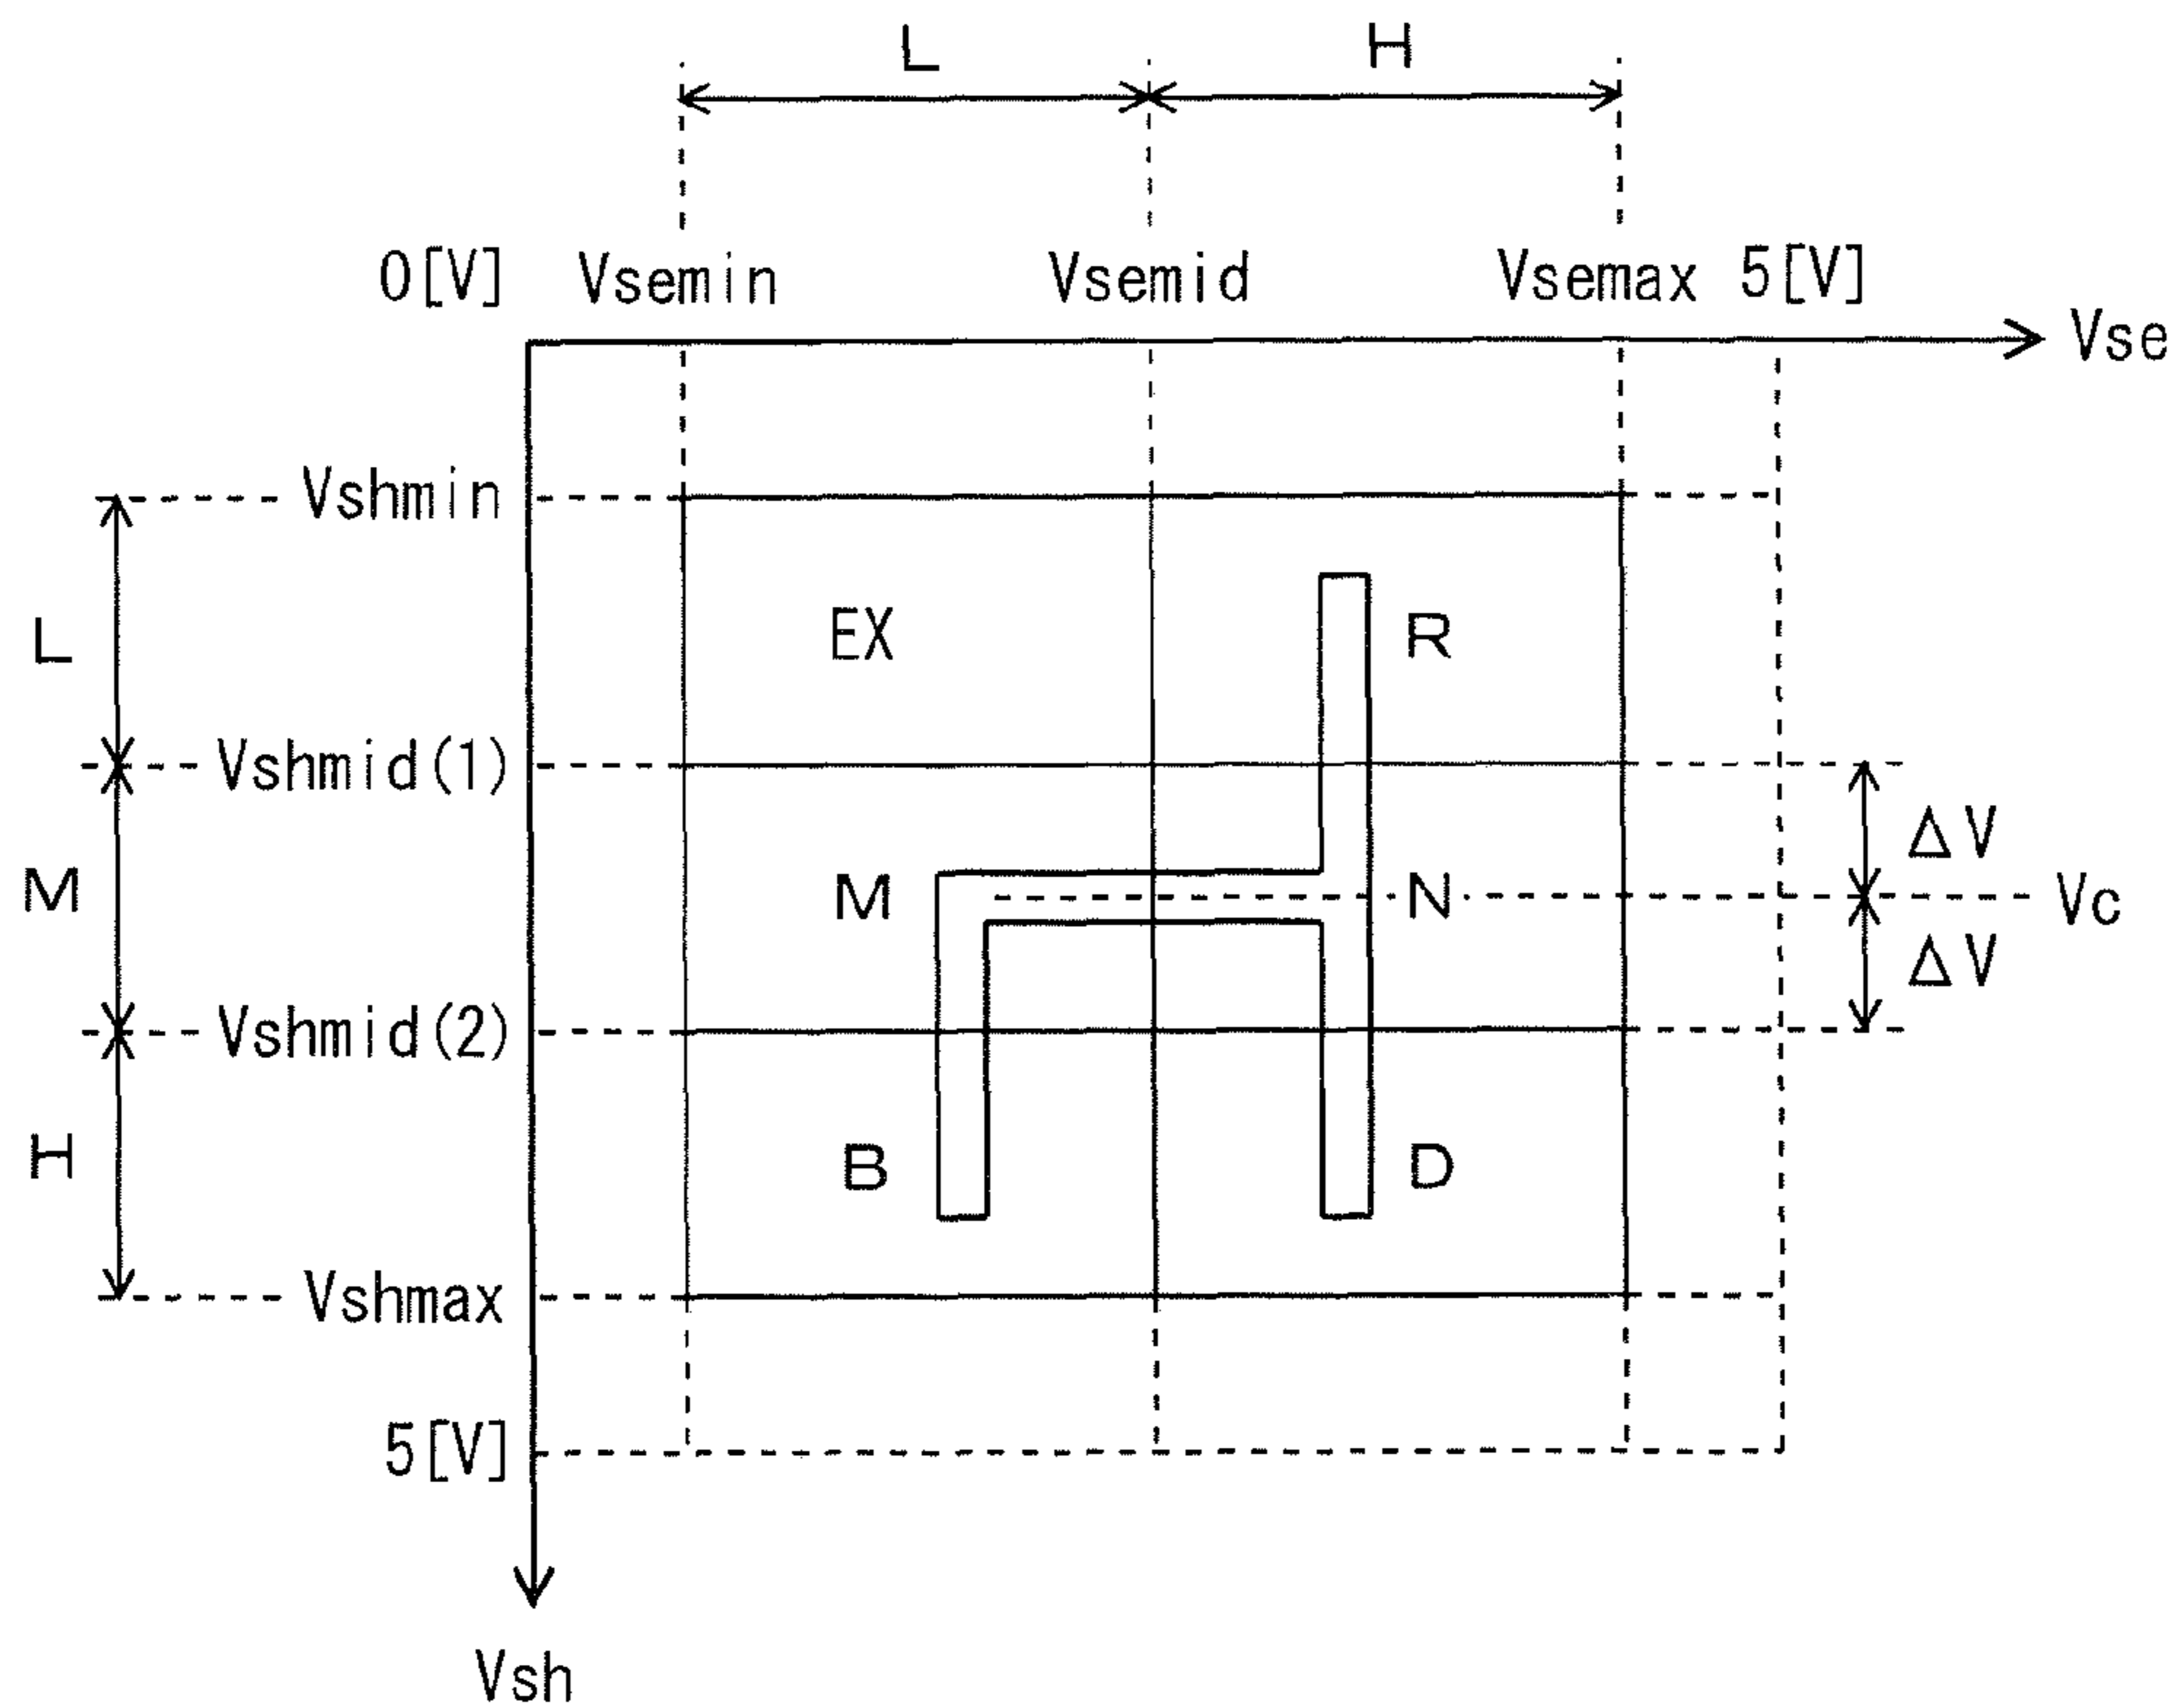 L H
0[V] Vsemin Vsemid Vsemax 5[V]
Vse
Vshmin
L EX R
Vshmid(1)
ΔV
M M N Vc
ΔV
Vshmid(2)
H B D
Vshmax
5[V]
Vsh